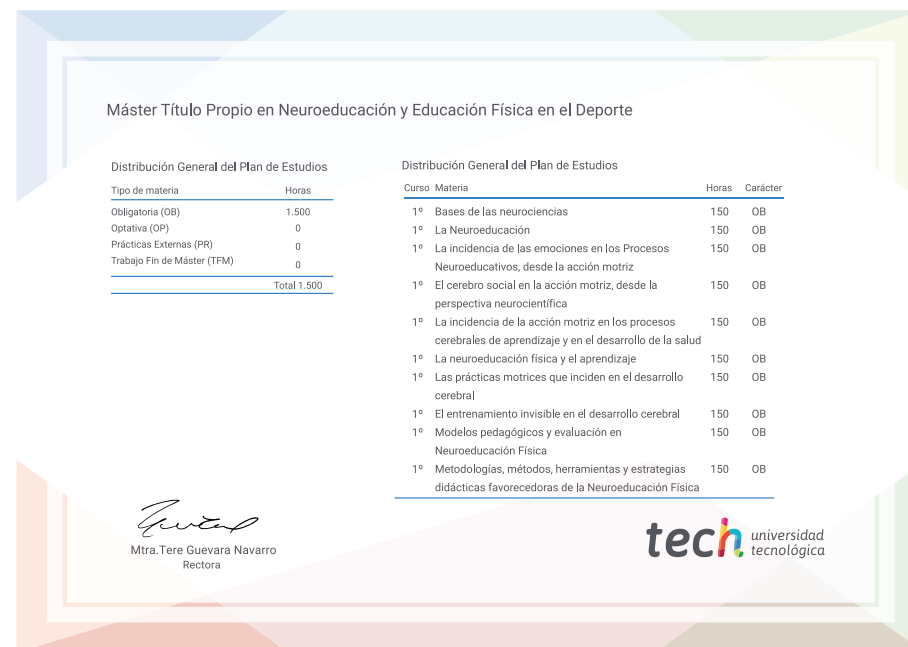 Máster Título Propio en Neuroeducación y Educación Física en el Deporte
Distribución General del Plan de Estudios
Tipo de materia Horas
Obligatoria (OB) 1.500
Optativa (OP) 0
Prácticas Externas (PR) 0
Trabajo Fin de Máster (TFM) 0
Total 1.500
Distribución General del Plan de Estudios
Curso Materia Horas Carácter
1º Bases de las neurociencias 150 OB
1º La Neuroeducación 150 OB
1º La incidencia de las emociones en los Procesos 150 OB
Neuroeducativos, desde la acción motriz
1º El cerebro social en la acción motriz, desde la 150 OB
perspectiva neurocientífica
1º La incidencia de la acción motriz en los procesos 150 OB
cerebrales de aprendizaje y en el desarrollo de la salud
1º La neuroeducación física y el aprendizaje 150 OB
1º Las prácticas motrices que inciden en el desarrollo 150 OB
cerebral
1º El entrenamiento invisible en el desarrollo cerebral 150 OB
1º Modelos pedagógicos y evaluación en 150 OB
Neuroeducación Física
1º Metodologías, métodos, herramientas y estrategias 150 OB
didácticas favorecedoras de la Neuroeducación Física
Mtra.Tere Guevara Navarro
Rectora
tech universidad
tecnológica